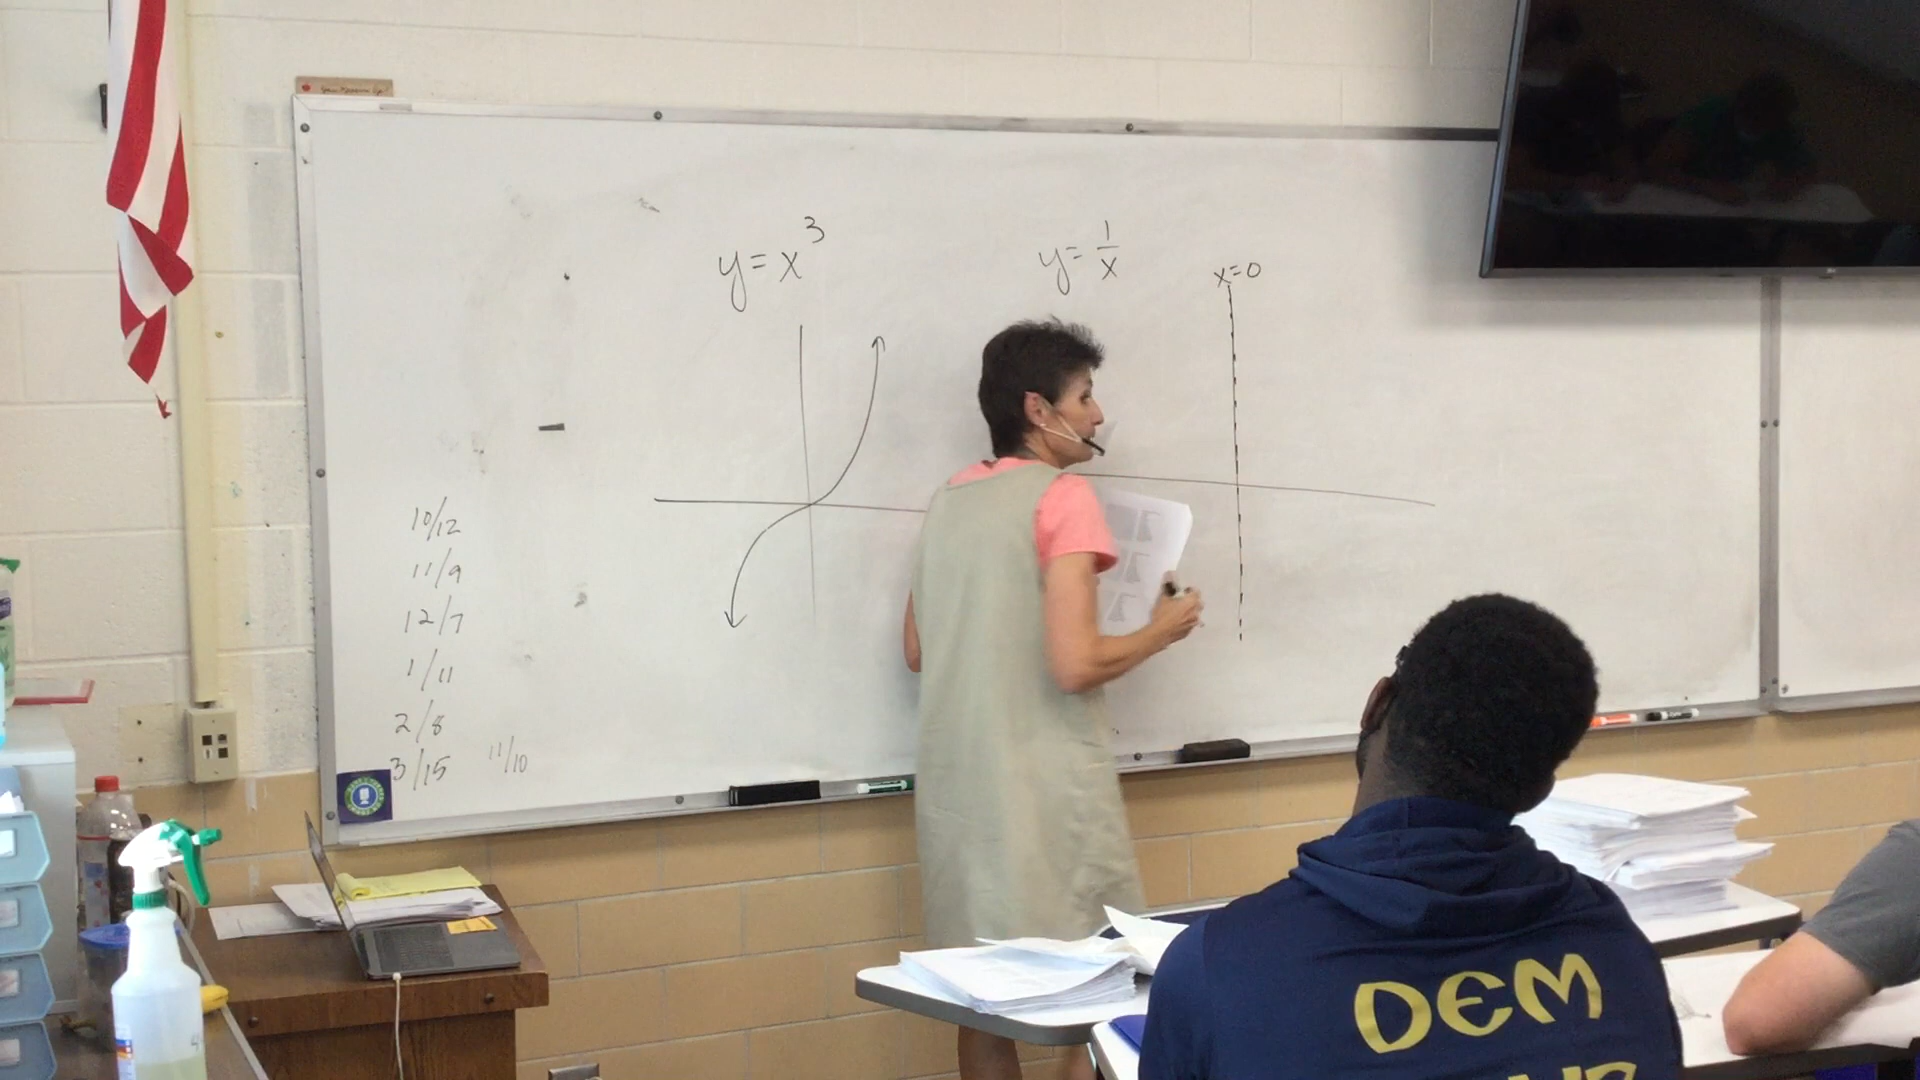 y = x³
y = 1/x
x=0
10/12
11/9
12/7
1/11
2/8
3/15
11/10
DEM